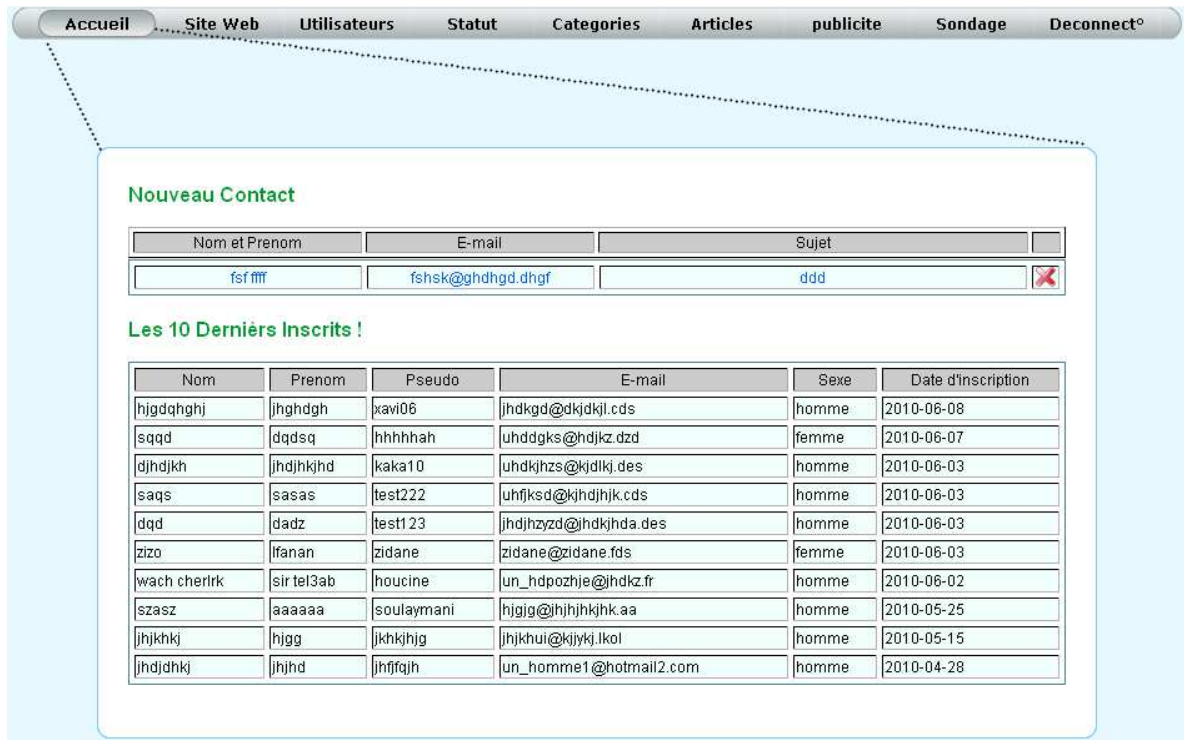 Accueil Site Web Utilisateurs Statut Categories Articles publicite Sondage Deconnect°
Nouveau Contact
Nom et Prenom E-mail Sujet
fsf ffff fshsk@ghdhgd.dhgf ddd
Les 10 Dernièrs Inscrits !
Nom Prenom Pseudo E-mail Sexe Date d'inscription
hjgdqhghj jhghdgh xavi06 jhdkgd@dkjdkjl.cds homme 2010-06-08
sqqd dqdsq hhhhhah uhddgks@hdjkz.dzd femme 2010-06-07
djhdjkh jhdjhkjhd kaka10 uhdkjhzs@kjdlkj.des homme 2010-06-03
saqs sasas test222 uhfjksd@kjhdjhjk.cds homme 2010-06-03
dqd dadz test123 jhdjhzyzd@jhdkjhda.des homme 2010-06-03
zizo lfanan zidane zidane@zidane.fds femme 2010-06-03
wach cherlrk sir tel3ab houcine un_hdpozhje@jhdkz.fr homme 2010-06-02
szasz aaaaaa soulaymani hjgjg@jhjhjhkjhk.aa homme 2010-05-25
jhjkhkj hjgg jkhkjhjg jhjkhui@kjjykj.lkol homme 2010-05-15
jhdjdhkj jhjhd jhfjfqjh un_homme1@hotmail2.com homme 2010-04-28